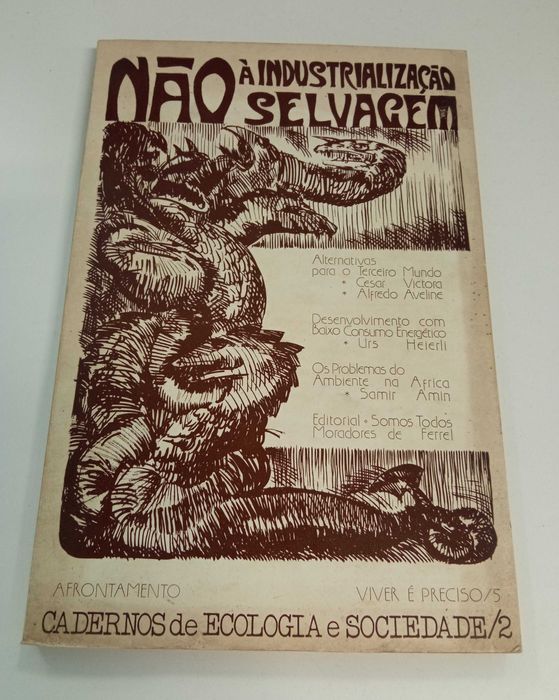 NÃO À INDUSTRIALIZAÇÃO
SELVAGEM
Alternativas
para o Terceiro Mundo
* Cesar Victora
* Alfredo Aveline
Desenvolvimento com
Baixo Consumo Energético
* Urs Heierli
Os Problemas do
Ambiente na Africa
* Samir Amin
Editorial * Somos Todos
Moradores de Ferrel
AFRONTAMENTO VIVER É PRECISO/5
CADERNOS de ECOLOGIA e SOCIEDADE/2